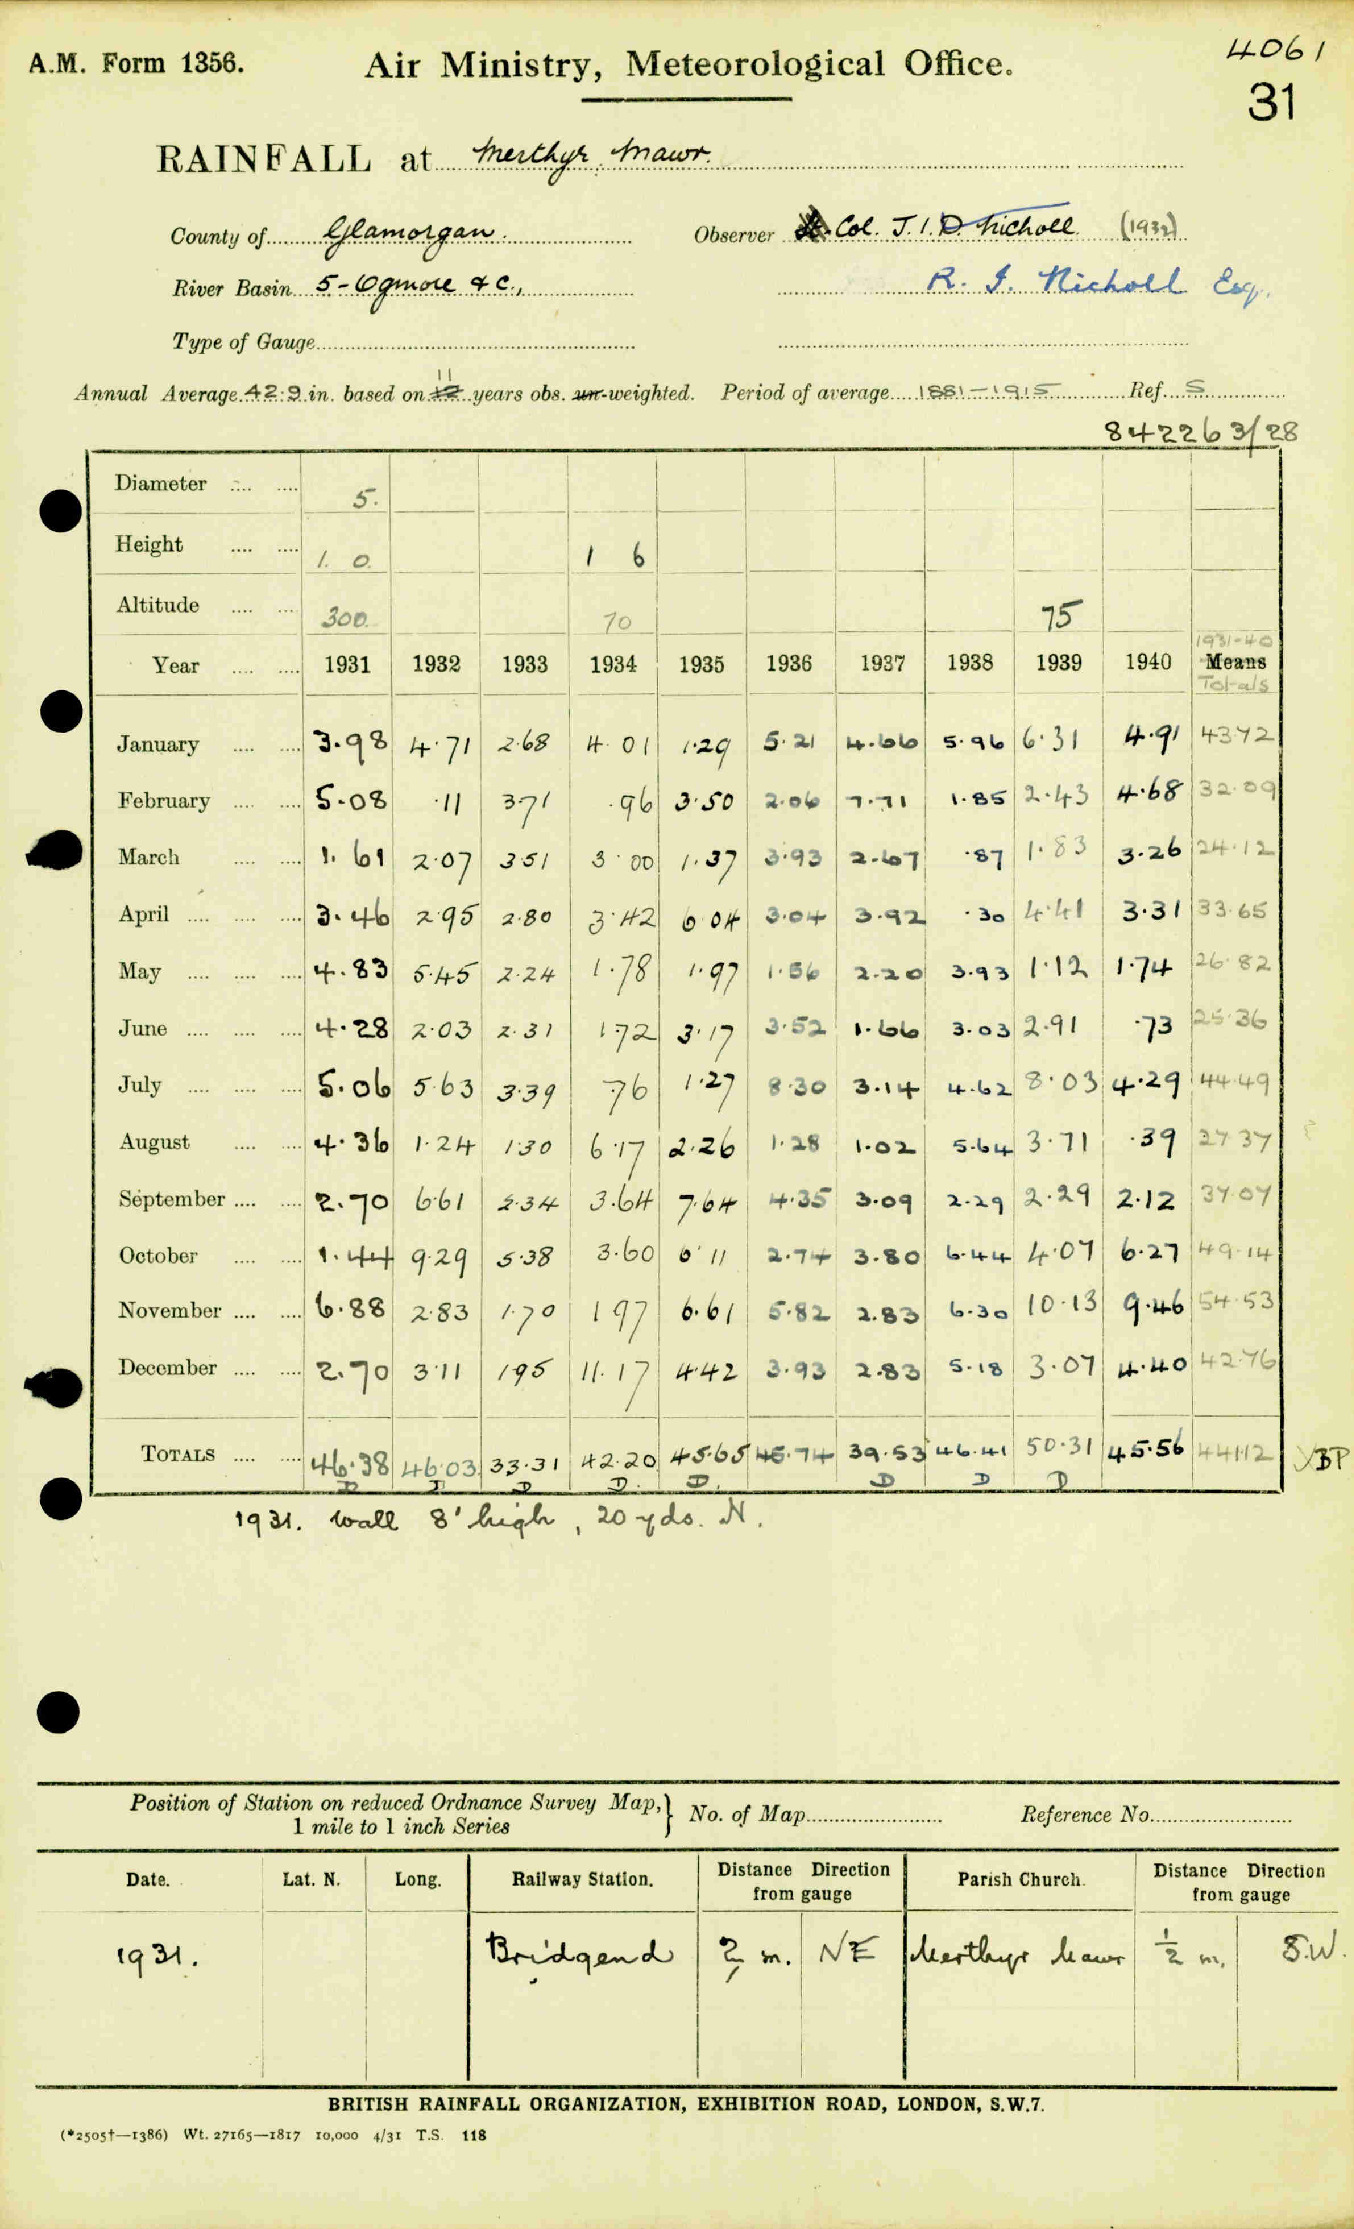 A.M. Form 1356.
Air Ministry, Meteorological Office.
4061
31
RAINFALL at Merthyr Mawr.
County of Glamorgan. Observer Col. J.I.D. Nicholl (1932)
River Basin 5-Ogmore & C., R. I. Nicholl Esq.
Type of Gauge
Annual Average 42.9 in. based on 12 11 years obs. un-weighted. Period of average 1881-1915 Ref. S
842263/28
Diameter 5.
Height 1. 0. 1 6
Altitude 300. 70 75
1931-40
Year 1931 1932 1933 1934 1935 1936 1937 1938 1939 1940 Means
Totals
January 3.98 4.71 2.68 4.01 1.29 5.21 4.66 5.96 6.31 4.91 43.72
February 5.08 .11 3.71 .96 3.50 2.06 7.71 1.85 2.43 4.68 32.09
March 1.61 2.07 3.51 3.00 1.37 3.93 2.67 .87 1.83 3.26 24.12
April 3.46 2.95 2.80 3.42 6.04 3.04 3.92 .30 4.41 3.31 33.65
May 4.83 5.45 2.24 1.78 1.97 1.56 2.20 3.93 1.12 1.74 26.82
June 4.28 2.03 2.31 1.72 3.17 3.52 1.66 3.03 2.91 .73 25.36
July 5.06 5.63 3.39 .76 1.27 8.30 3.14 4.62 8.03 4.29 44.49
August 4.36 1.24 1.30 6.17 2.26 1.28 1.02 5.64 3.71 .39 27.37
September 2.70 6.61 2.34 3.64 7.64 4.35 3.09 2.29 2.29 2.12 37.07
October 1.44 9.29 5.38 3.60 6.11 2.74 3.80 6.44 4.07 6.27 49.14
November 6.88 2.83 1.70 1.97 6.61 5.82 2.83 6.30 10.13 9.46 54.53
December 2.70 3.11 1.95 11.17 4.42 3.93 2.83 5.18 3.07 4.40 42.76
TOTALS 46.38 46.03 33.31 42.20 45.65 45.74 39.53 46.41 50.31 45.56 441.12
D D D D. D. D D D
1931. Wall 8' high, 20 yds. N.
Position of Station on reduced Ordnance Survey Map, 1 mile to 1 inch Series } No. of Map Reference No.
Date. Lat. N. Long. Railway Station. Distance Direction from gauge Parish Church. Distance Direction from gauge
1931. Bridgend 2 m. NE Merthyr Mawr ½ m. S.W.
BRITISH RAINFALL ORGANIZATION, EXHIBITION ROAD, LONDON, S.W.7.
(*2505†—1386) Wt. 27165—1817 10,000 4/31 T.S. 118